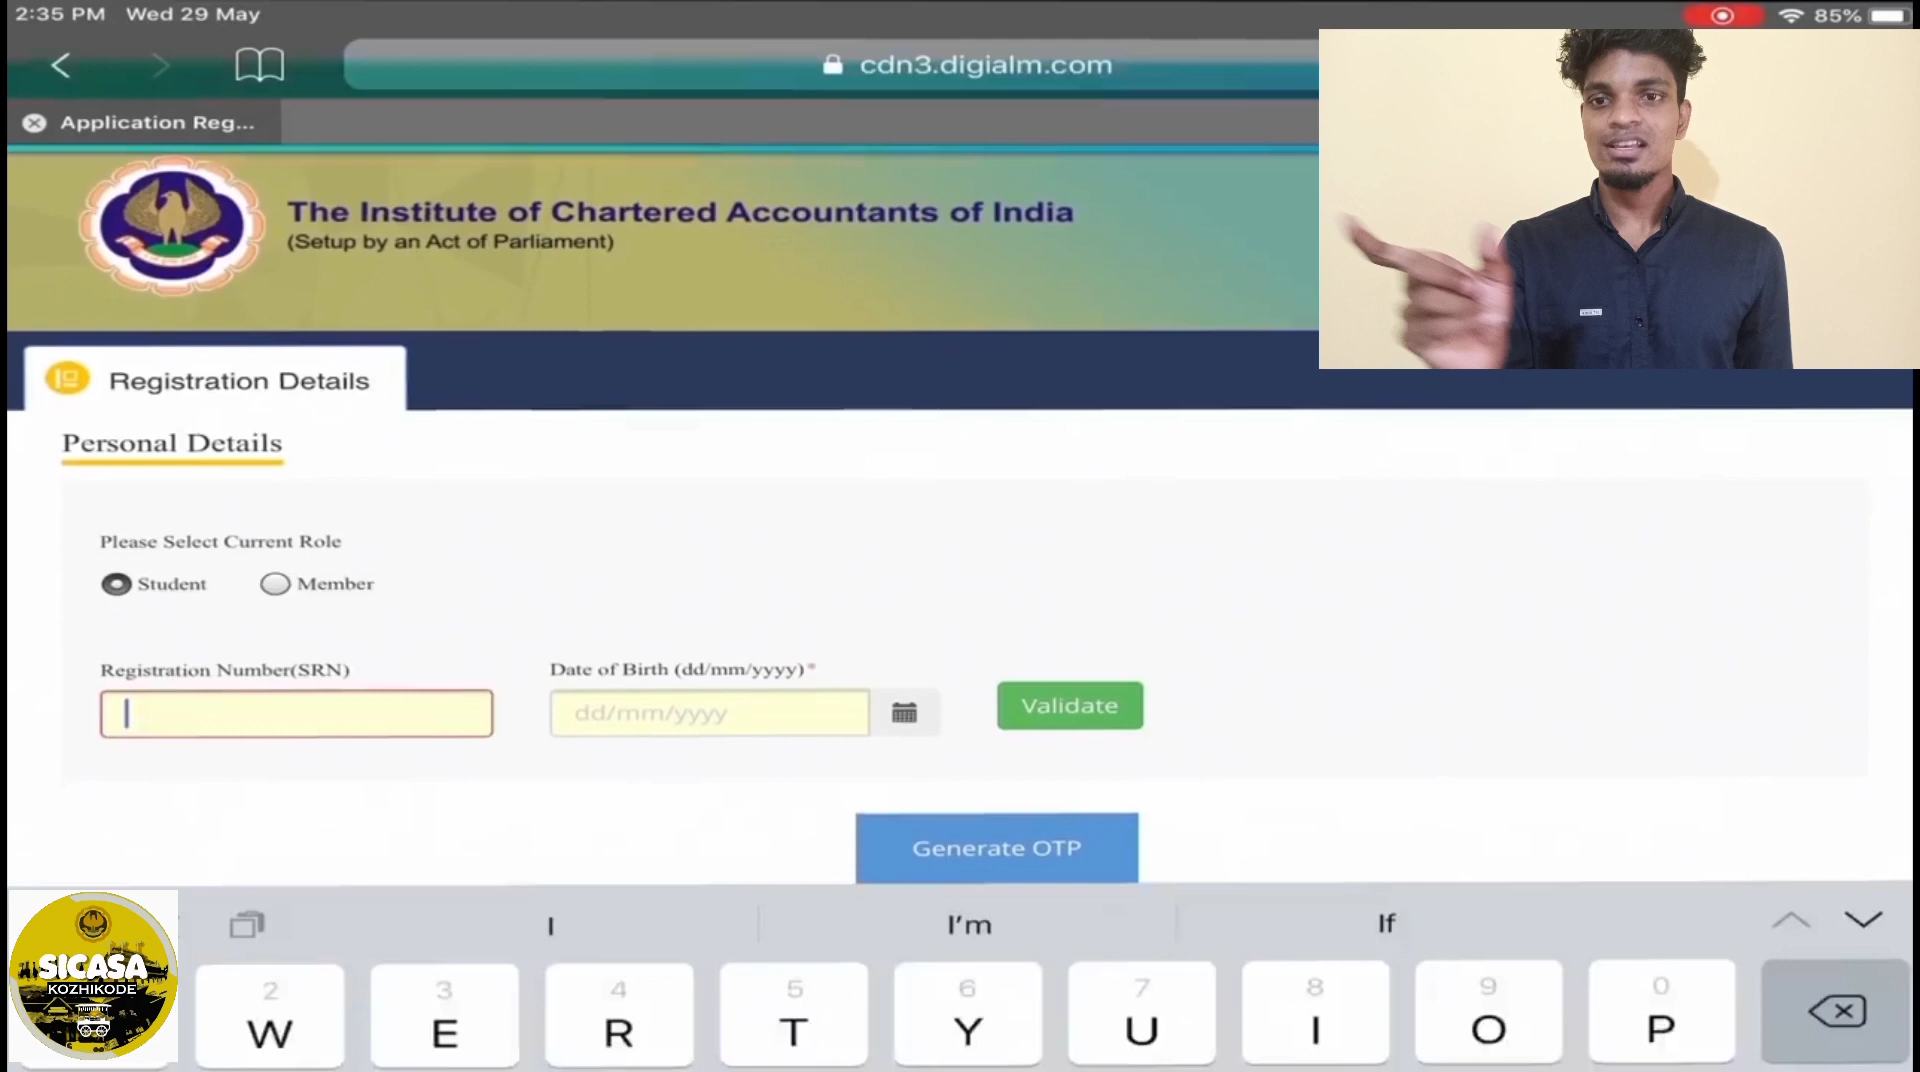 2:35 PM Wed 29 May
85%
cdn3.digialm.com
Application Reg...
The Institute of Chartered Accountants of India
(Setup by an Act of Parliament)
Registration Details
Personal Details
Please Select Current Role
Student Member
Registration Number(SRN)
Date of Birth (dd/mm/yyyy)*
dd/mm/yyyy
Validate
Generate OTP
I I'm If
SICASA
KOZHIKODE
2 3 4 5 6 7 8 9 0
W E R T Y U I O P